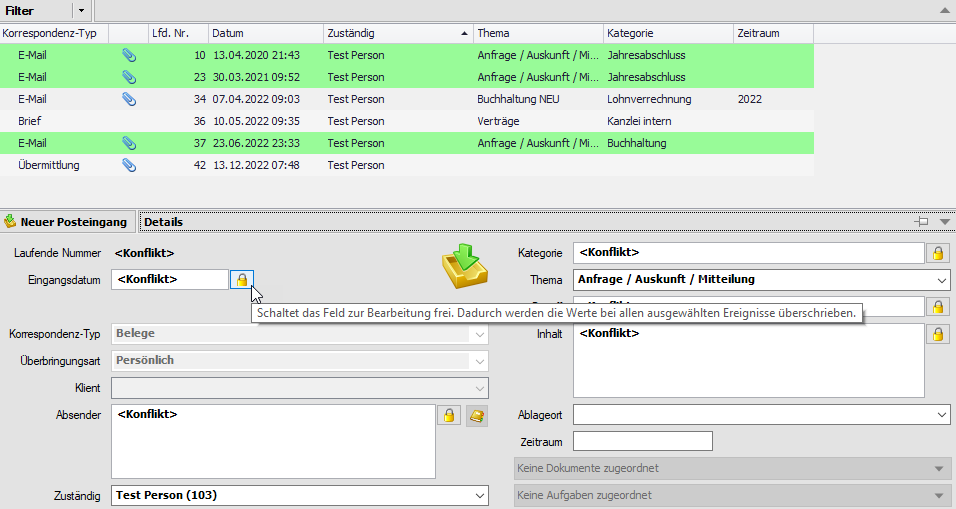 Filter
Korrespondenz-Typ Lfd. Nr. Datum Zuständig Thema Kategorie Zeitraum
E-Mail 10 13.04.2020 21:43 Test Person Anfrage / Auskunft / Mi... Jahresabschluss
E-Mail 23 30.03.2021 09:52 Test Person Anfrage / Auskunft / Mi... Jahresabschluss
E-Mail 34 07.04.2022 09:03 Test Person Buchhaltung NEU Lohnverrechnung 2022
Brief 36 10.05.2022 09:35 Test Person Verträge Kanzlei intern
E-Mail 37 23.06.2022 23:33 Test Person Anfrage / Auskunft / Mi... Buchhaltung
Übermittlung 42 13.12.2022 07:48 Test Person
Neuer Posteingang Details
Laufende Nummer <Konflikt> Kategorie <Konflikt>
Eingangsdatum <Konflikt> Thema Anfrage / Auskunft / Mitteilung
Schaltet das Feld zur Bearbeitung frei. Dadurch werden die Werte bei allen ausgewählten Ereignisse überschrieben.
Korrespondenz-Typ Belege Inhalt <Konflikt>
Überbringungsart Persönlich
Klient
Absender <Konflikt> Ablageort
Zeitraum
Keine Dokumente zugeordnet
Zuständig Test Person (103) Keine Aufgaben zugeordnet